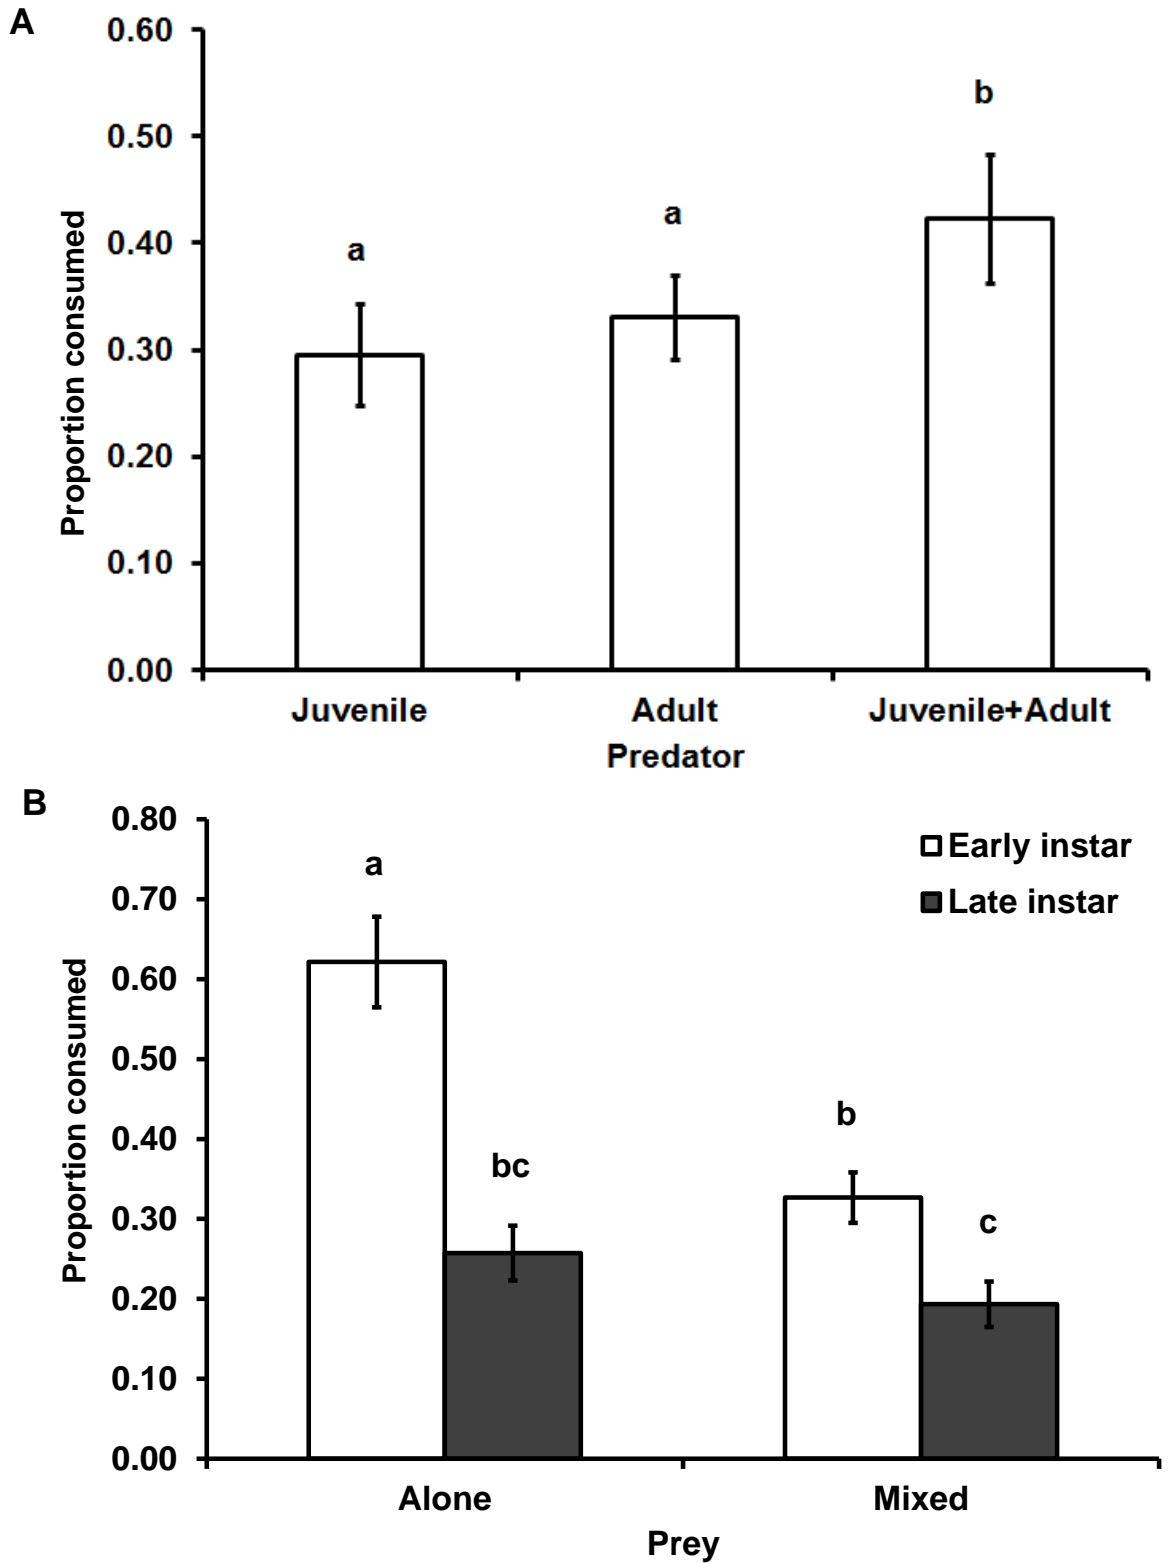 A
0.60
0.50
0.40
0.30
0.20
0.10
0.00
Proportion consumed
a
a
b
Juvenile Adult Juvenile+Adult
Predator
B
0.80
0.70
0.60
0.50
0.40
0.30
0.20
0.10
0.00
Proportion consumed
Early instar
Late instar
a
bc
b
c
Alone Mixed
Prey